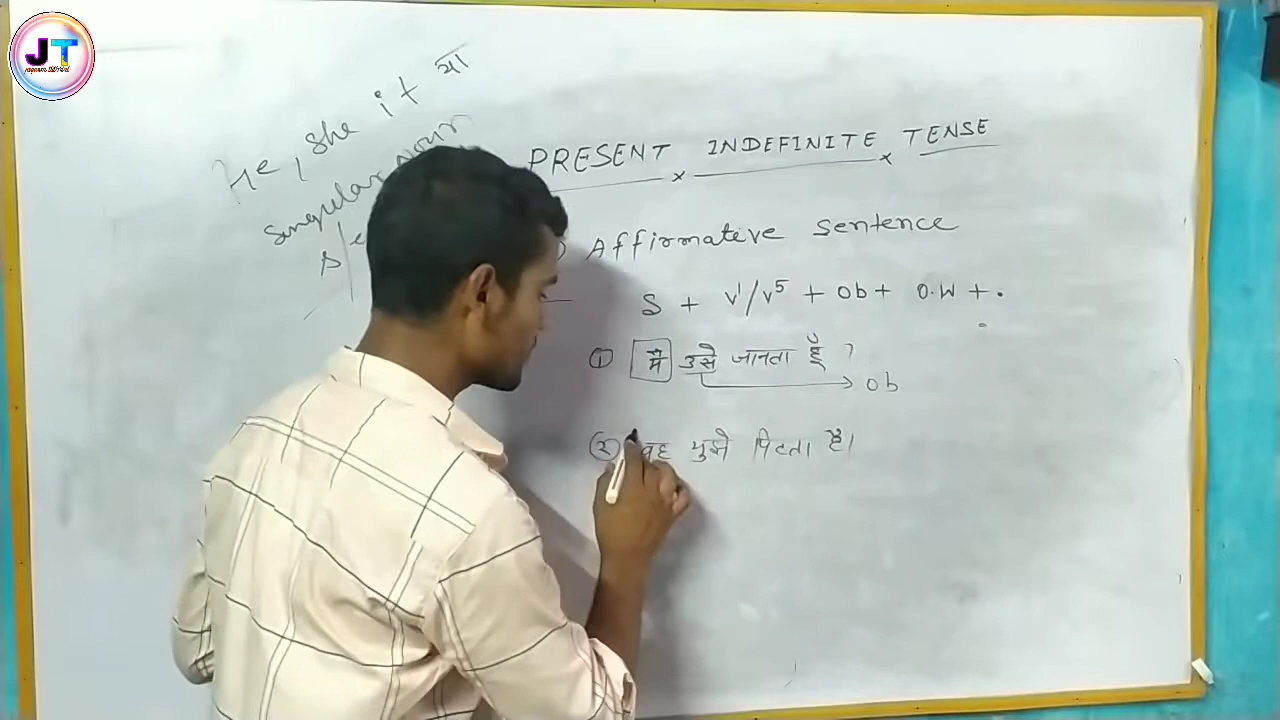 JT
He, she it या
singular noun
s/e
PRESENT INDEFINITE TENSE
Affirmative sentence
S + V¹/V⁵ + Ob + O.W + .
① मैं उसे जानता हूँ ।
Ob
② वह मुझे पिटता है।